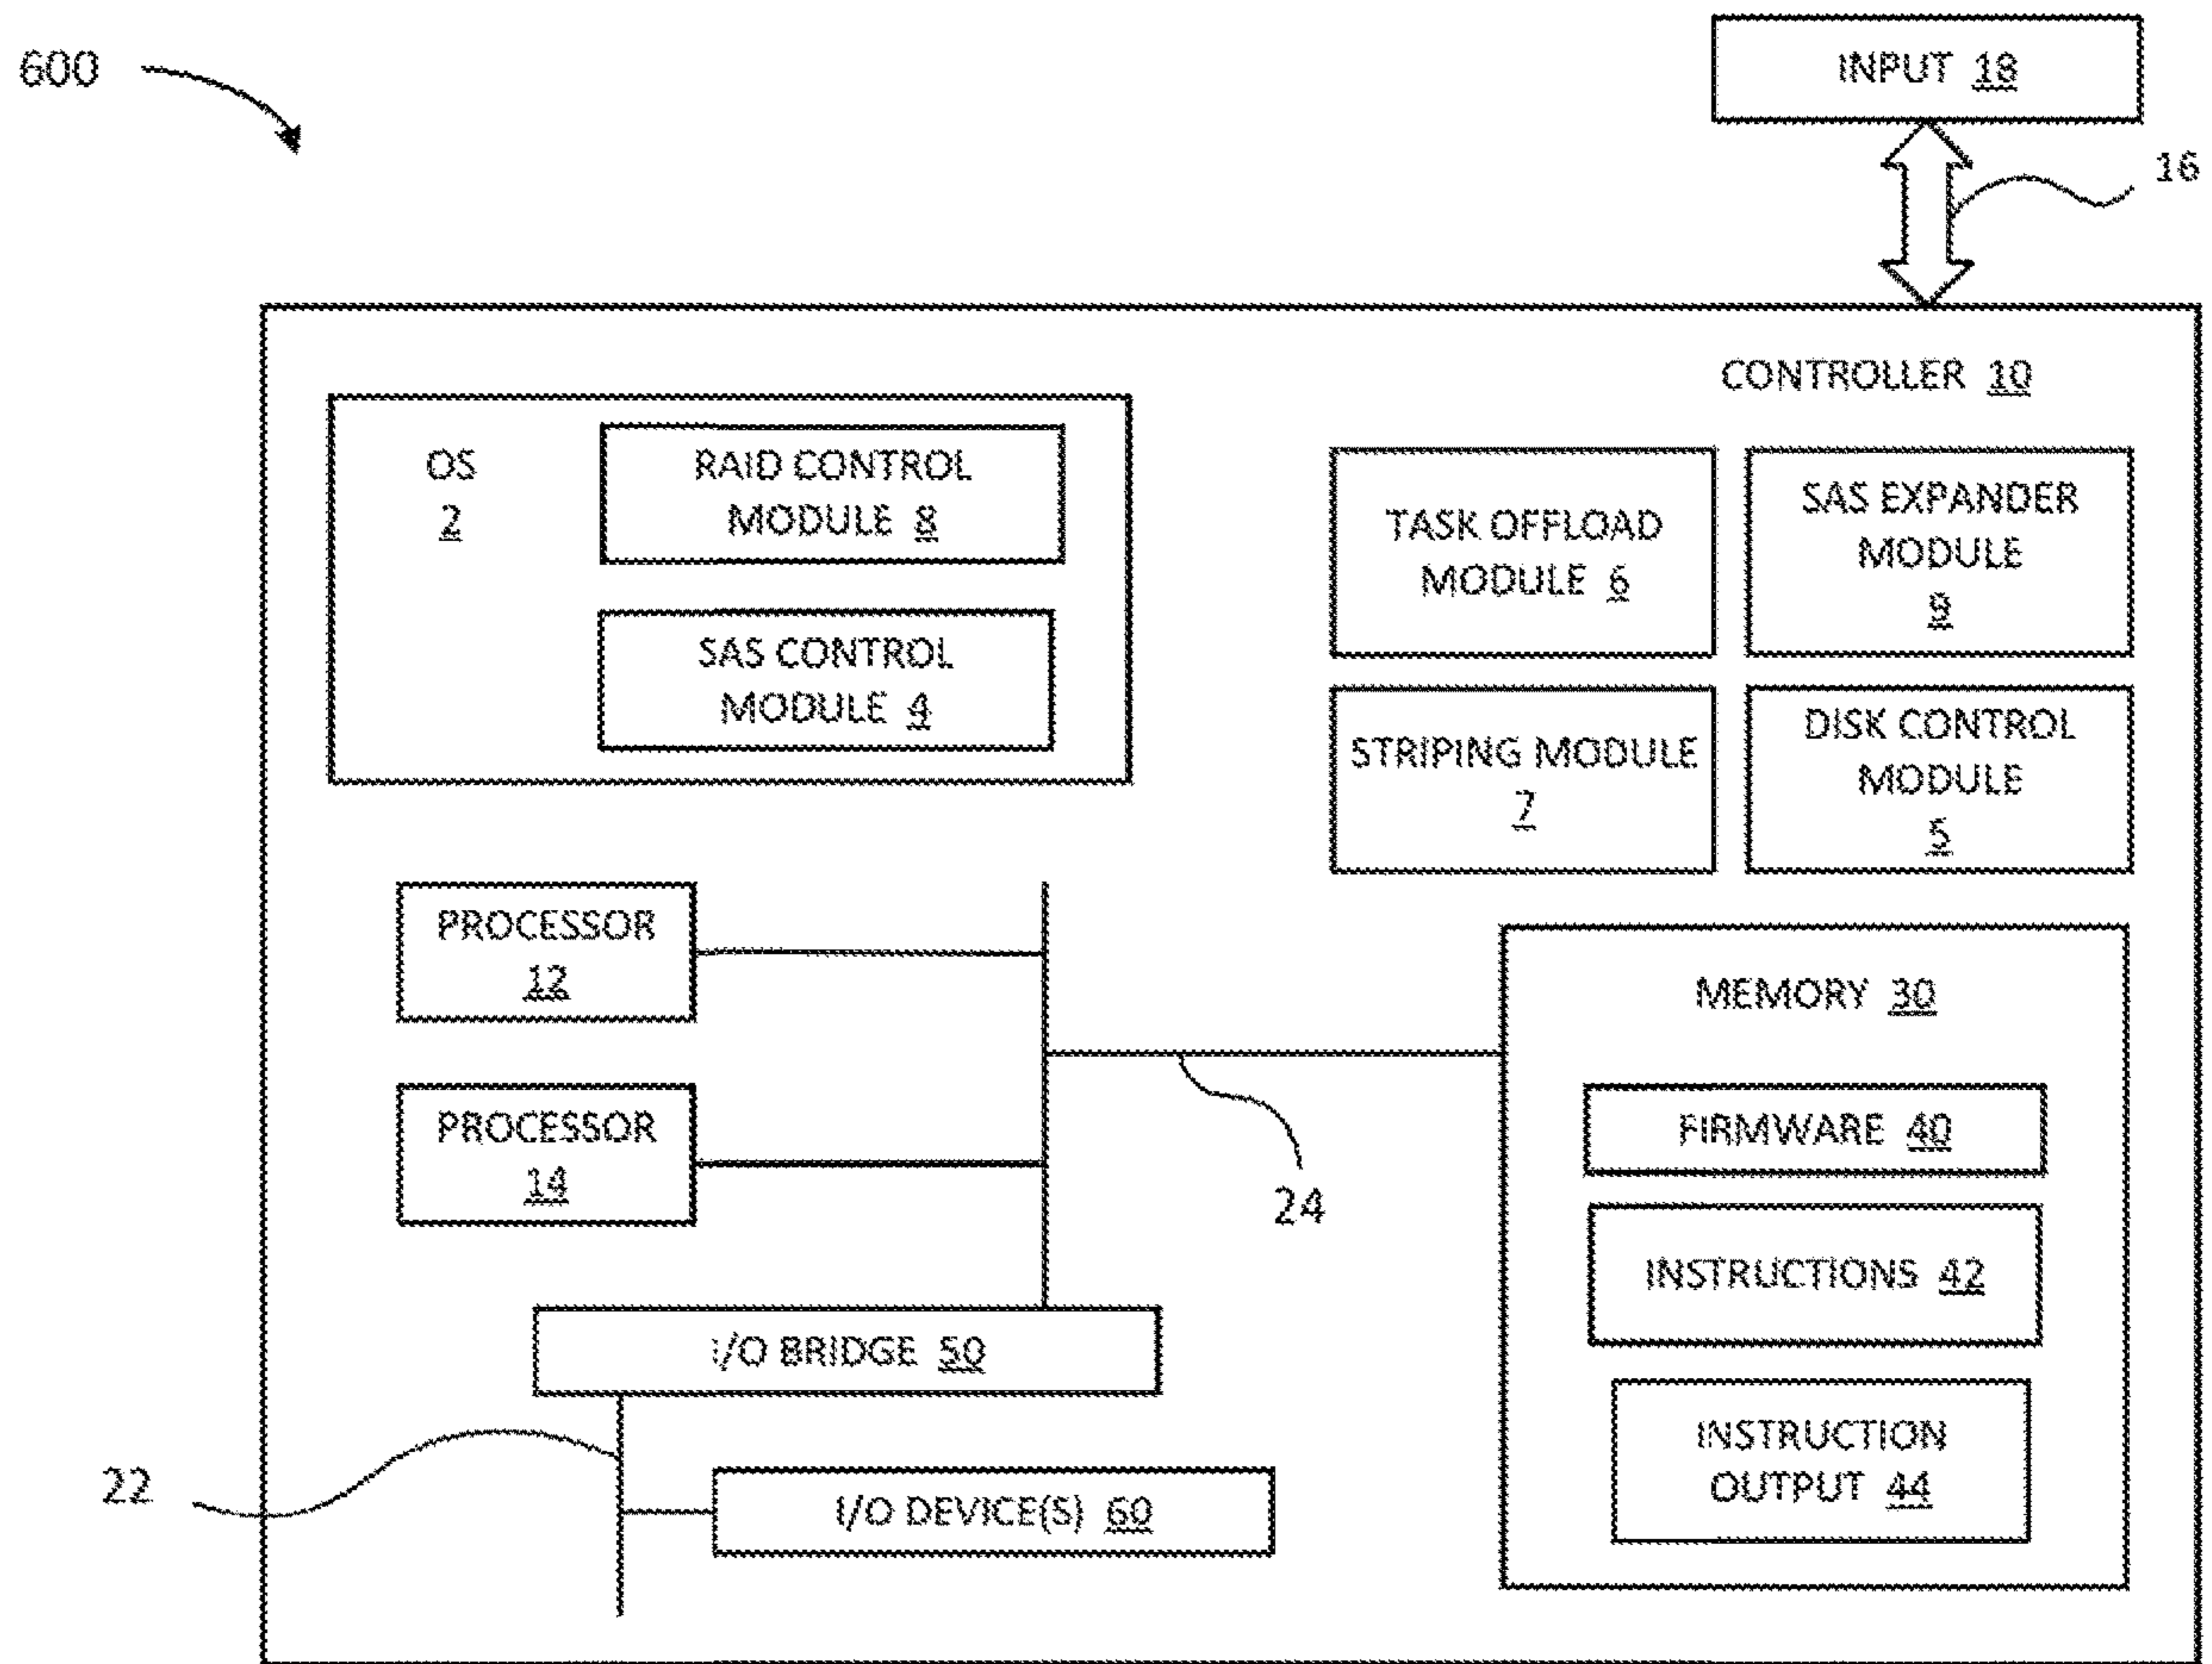 600
INPUT 18
16
CONTROLLER 10
OS
2
RAID CONTROL
MODULE 8
SAS CONTROL
MODULE 4
TASK OFFLOAD
MODULE 6
SAS EXPANDER
MODULE
9
STRIPING MODULE
7
DISK CONTROL
MODULE
5
PROCESSOR
12
PROCESSOR
14
24
MEMORY 30
FIRMWARE 40
INSTRUCTIONS 42
INSTRUCTION
OUTPUT 44
I/O BRIDGE 50
22
I/O DEVICE(S) 60